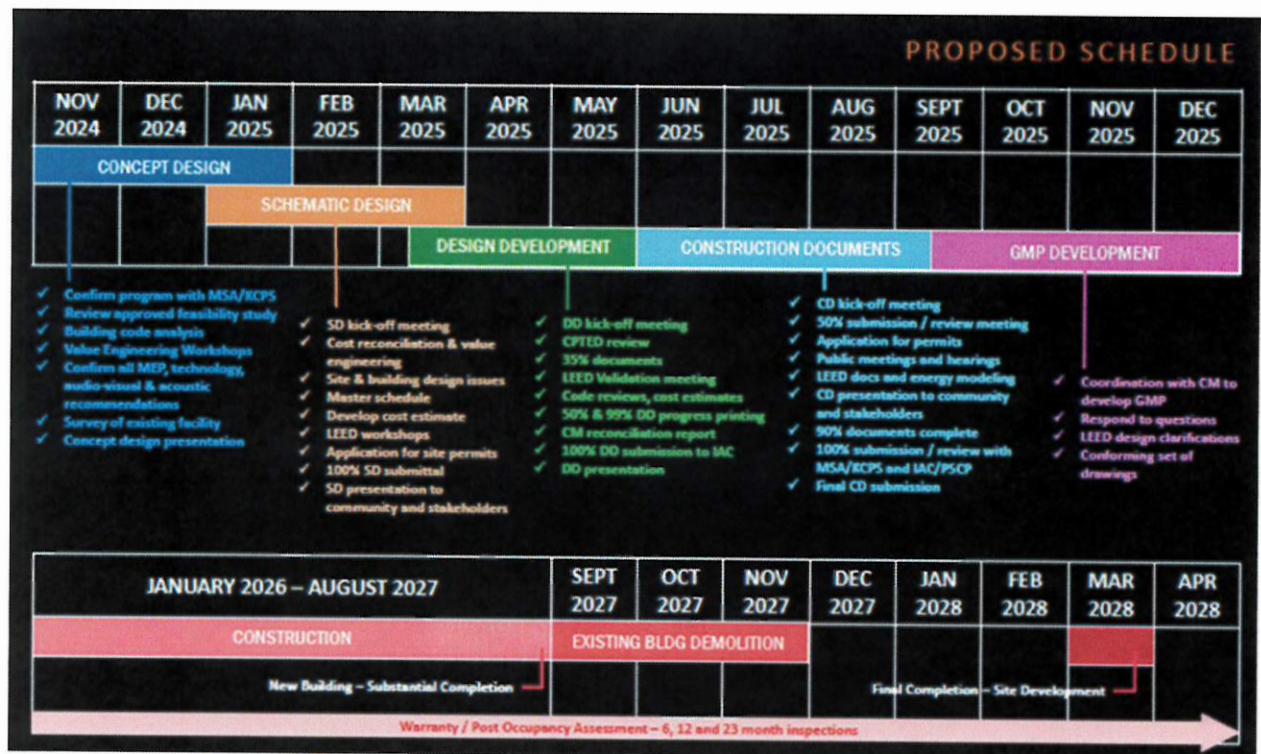 PROPOSED SCHEDULE
NOV 2024
DEC 2024
JAN 2025
FEB 2025
MAR 2025
APR 2025
MAY 2025
JUN 2025
JUL 2025
AUG 2025
SEPT 2025
OCT 2025
NOV 2025
DEC 2025
CONCEPT DESIGN
SCHEMATIC DESIGN
DESIGN DEVELOPMENT
CONSTRUCTION DOCUMENTS
GMP DEVELOPMENT
✓ Confirm program with MSA/KCPS
✓ Review approved feasibility study
✓ Building code analysis
✓ Value Engineering Workshops
✓ Confirm all MEP, technology,
audio-visual & acoustic
recommendations
✓ Survey of existing facility
✓ Concept design presentation
✓ SD kick-off meeting
✓ Cost reconciliation & value
engineering
✓ Site & building design issues
✓ Master schedule
✓ Develop cost estimate
✓ LEED workshops
✓ Application for site permits
✓ 100% SD submittal
✓ SD presentation to
community and stakeholders
✓ DD kick-off meeting
✓ CPTED review
✓ 35% documents
✓ LEED Validation meeting
✓ Code reviews, cost estimates
✓ 50% & 99% DD progress printing
✓ CM reconciliation report
✓ 100% DD submission to IAC
✓ DD presentation
✓ CD kick-off meeting
✓ 50% submission / review meeting
✓ Application for permits
✓ Public meetings and hearings
✓ LEED docs and energy modeling
✓ CD presentation to community
and stakeholders
✓ 90% documents complete
✓ 100% submission / review with
MSA/KCPS and IAC/PSCP
✓ Final CD submission
✓ Coordination with CM to
develop GMP
✓ Respond to questions
✓ LEED design clarifications
✓ Conforming set of
drawings
JANUARY 2026 – AUGUST 2027
SEPT 2027
OCT 2027
NOV 2027
DEC 2027
JAN 2028
FEB 2028
MAR 2028
APR 2028
CONSTRUCTION
EXISTING BLDG DEMOLITION
New Building – Substantial Completion
Final Completion – Site Development
Warranty / Post Occupancy Assessment – 6, 12 and 23 month inspections